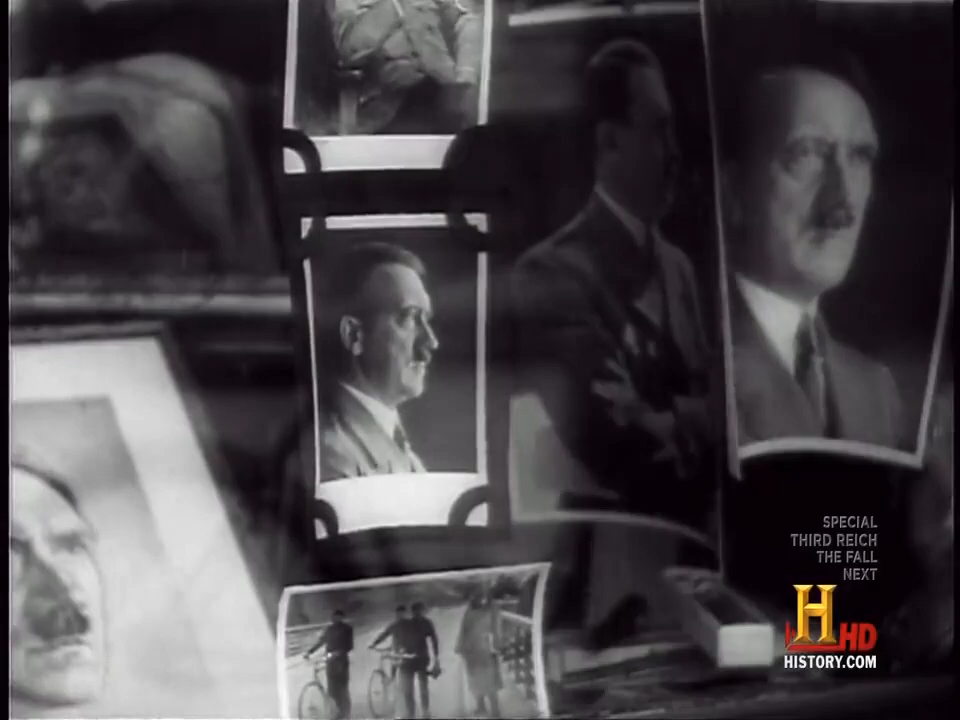 SPECIAL
THIRD REICH
THE FALL
NEXT
H HD
HISTORY.COM